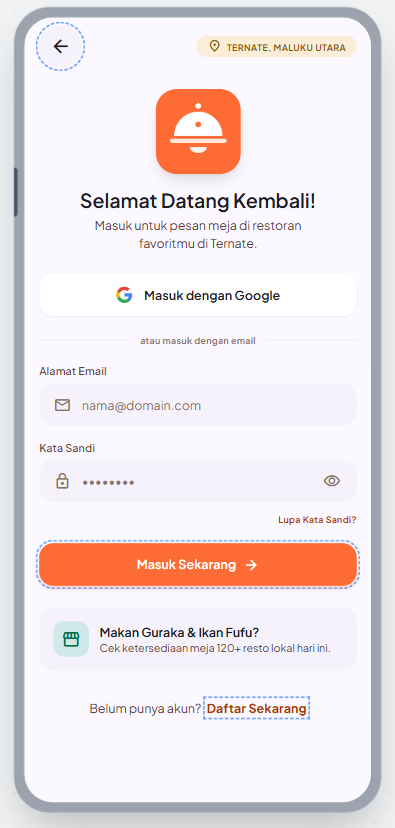 TERNATE, MALUKU UTARA
Selamat Datang Kembali!
Masuk untuk pesan meja di restoran
favoritmu di Ternate.
Masuk dengan Google
atau masuk dengan email
Alamat Email
nama@domain.com
Kata Sandi
Lupa Kata Sandi?
Masuk Sekarang
Makan Guraka & Ikan Fufu?
Cek ketersediaan meja 120+ resto lokal hari ini.
Belum punya akun? Daftar Sekarang